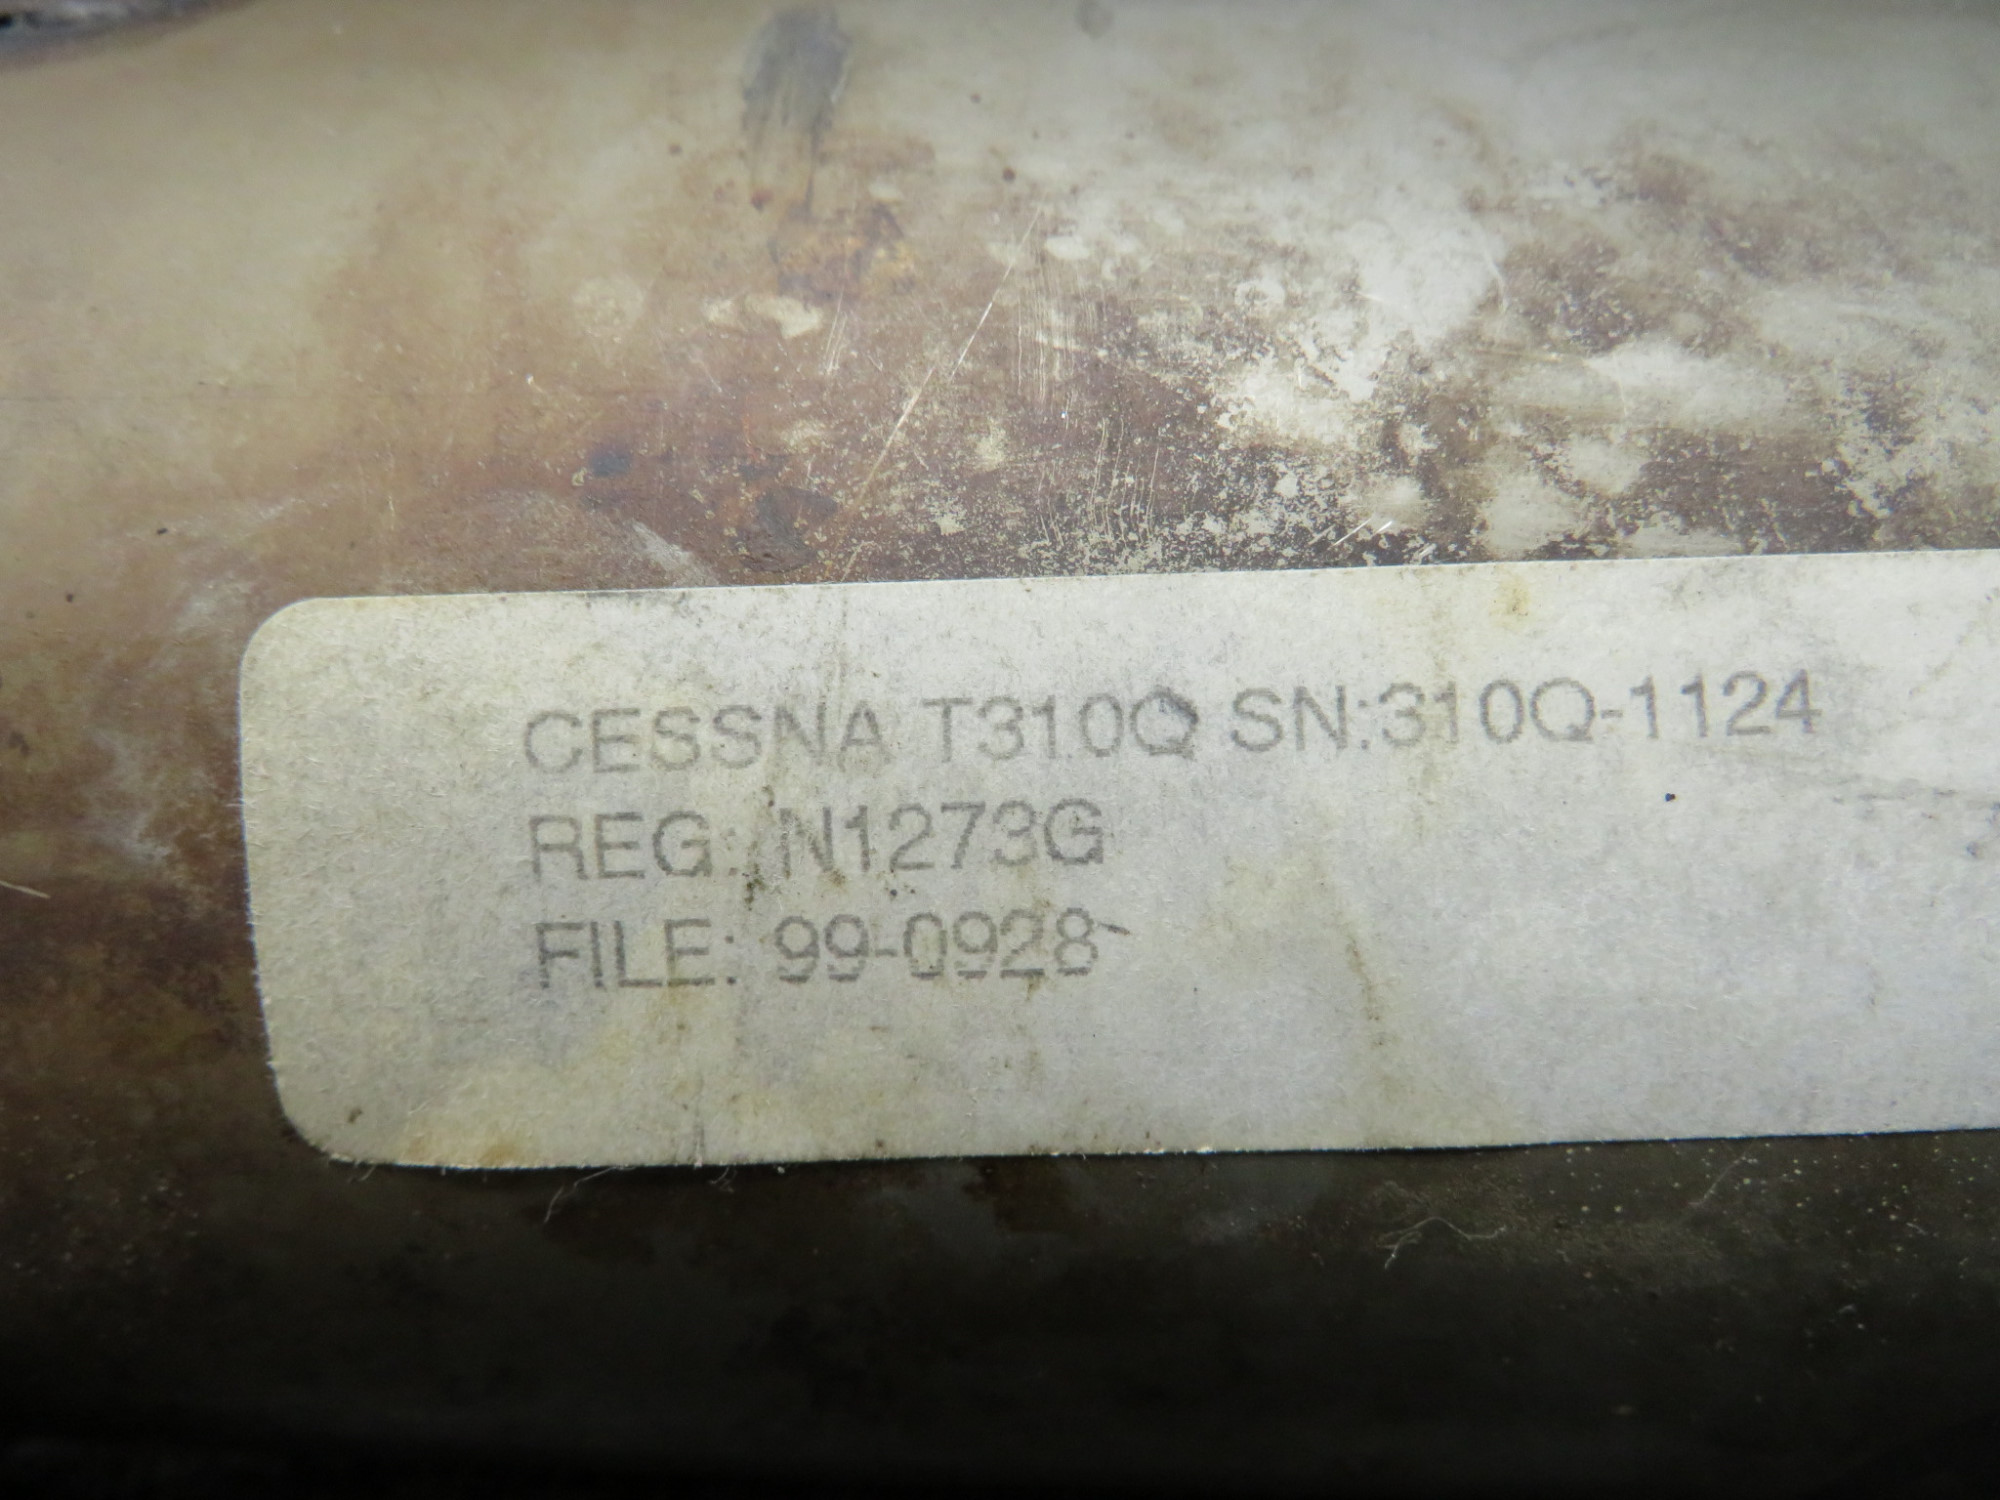 CESSNA T310Q SN:310Q-1124
REG: N1273G
FILE: 99-0928